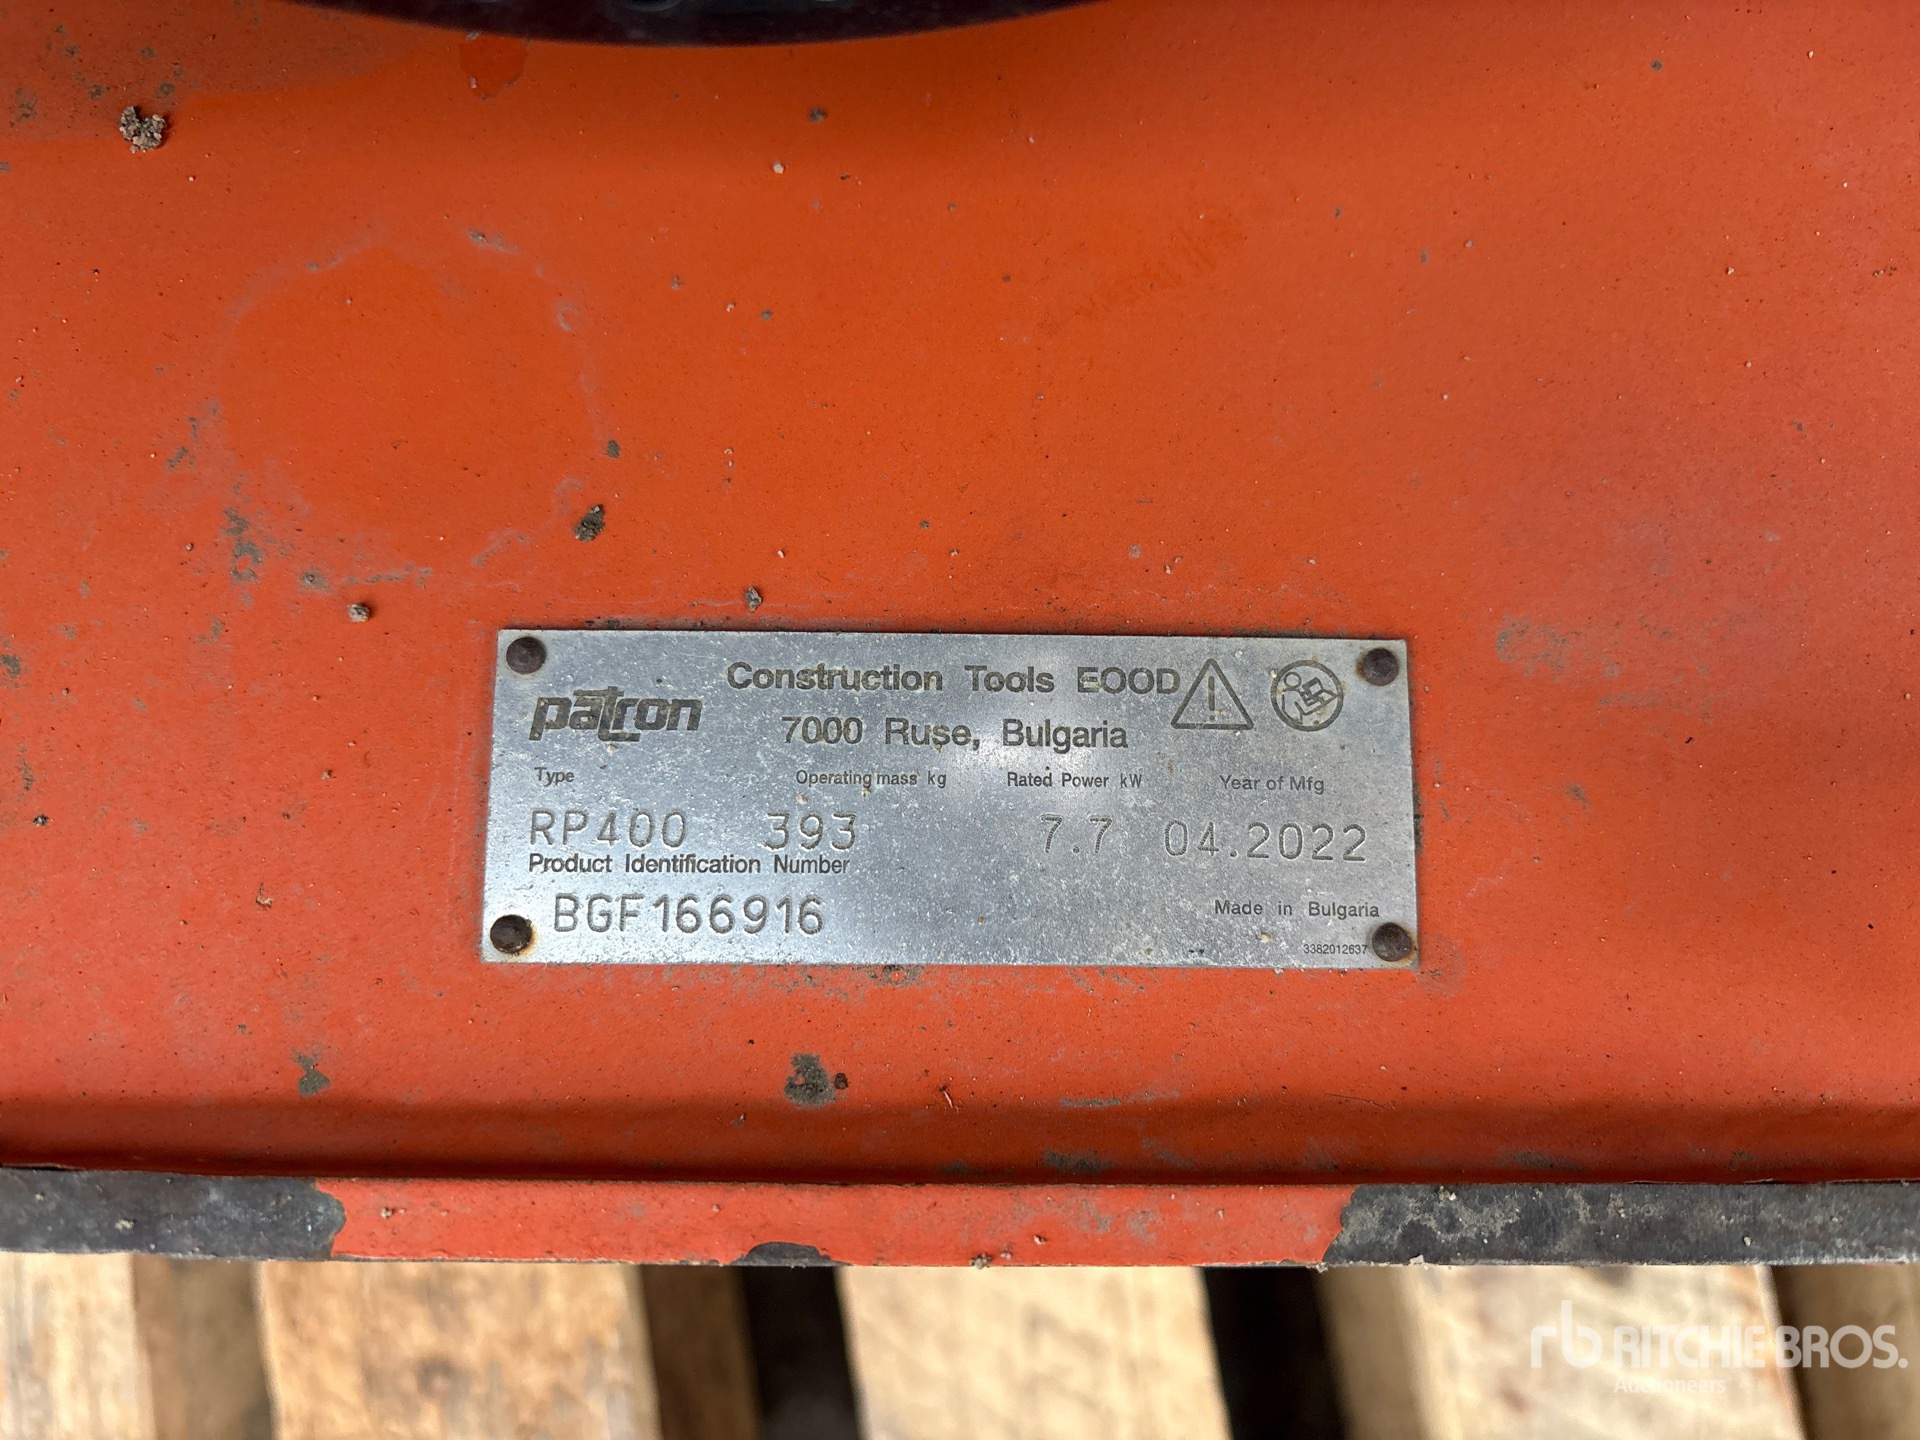 patron
Construction Tools EOOD
7000 Ruse, Bulgaria
Type Operating mass kg Rated Power kW Year of Mfg
RP400 393 7.7 04.2022
Product Identification Number
BGF166916
Made in Bulgaria
3382012637
rb RITCHIE BROS.
Auctioneers